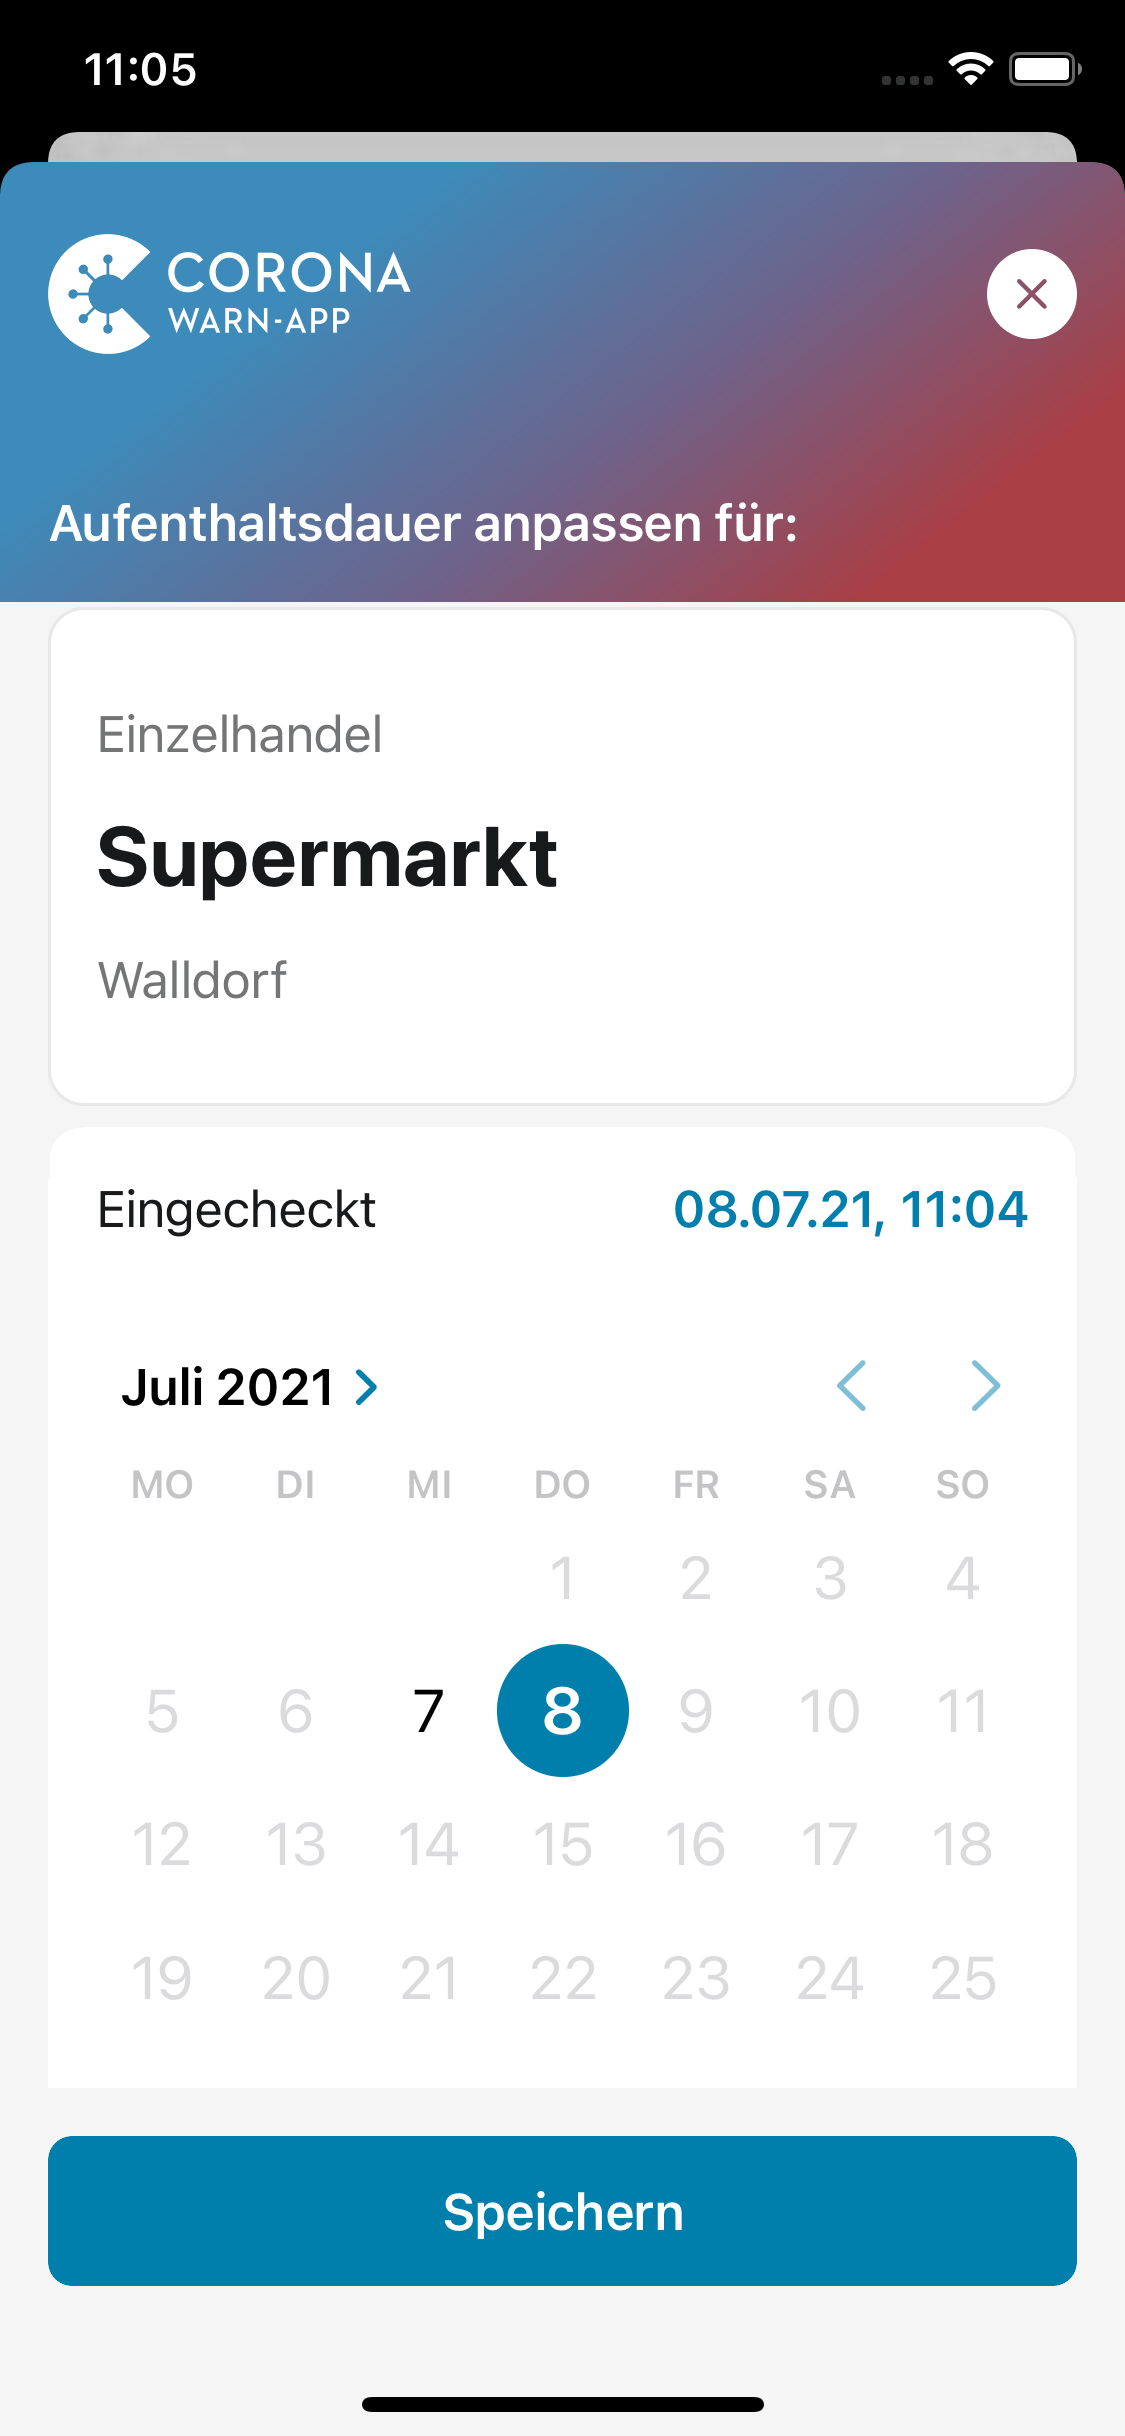 11:05
CORONA
WARN-APP
Aufenthaltsdauer anpassen für:
Einzelhandel
Supermarkt
Walldorf
Eingecheckt 08.07.21, 11:04
Juli 2021
MO DI MI DO FR SA SO
1 2 3 4
5 6 7 8 9 10 11
12 13 14 15 16 17 18
19 20 21 22 23 24 25
Speichern